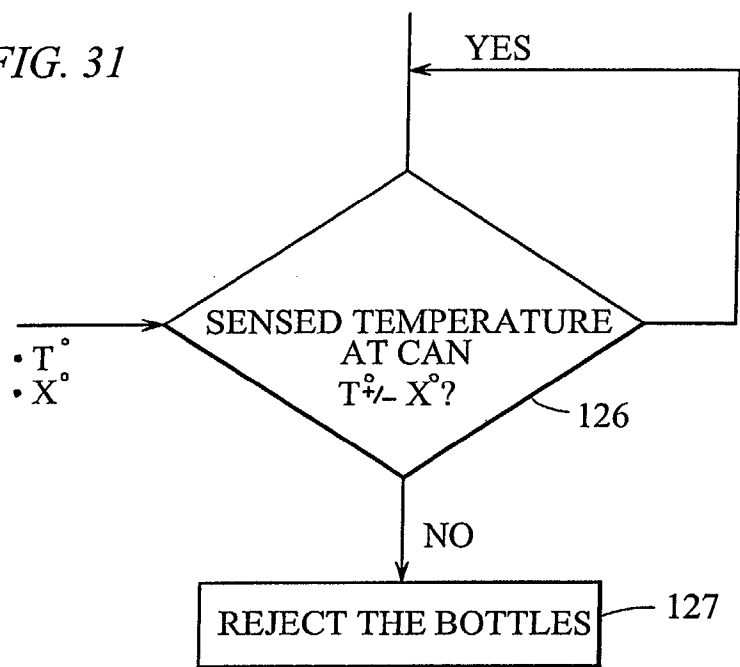 FIG. 31
YES
SENSED TEMPERATURE
AT CAN
T°+/– X°?
• T°
• X°
126
NO
REJECT THE BOTTLES
127